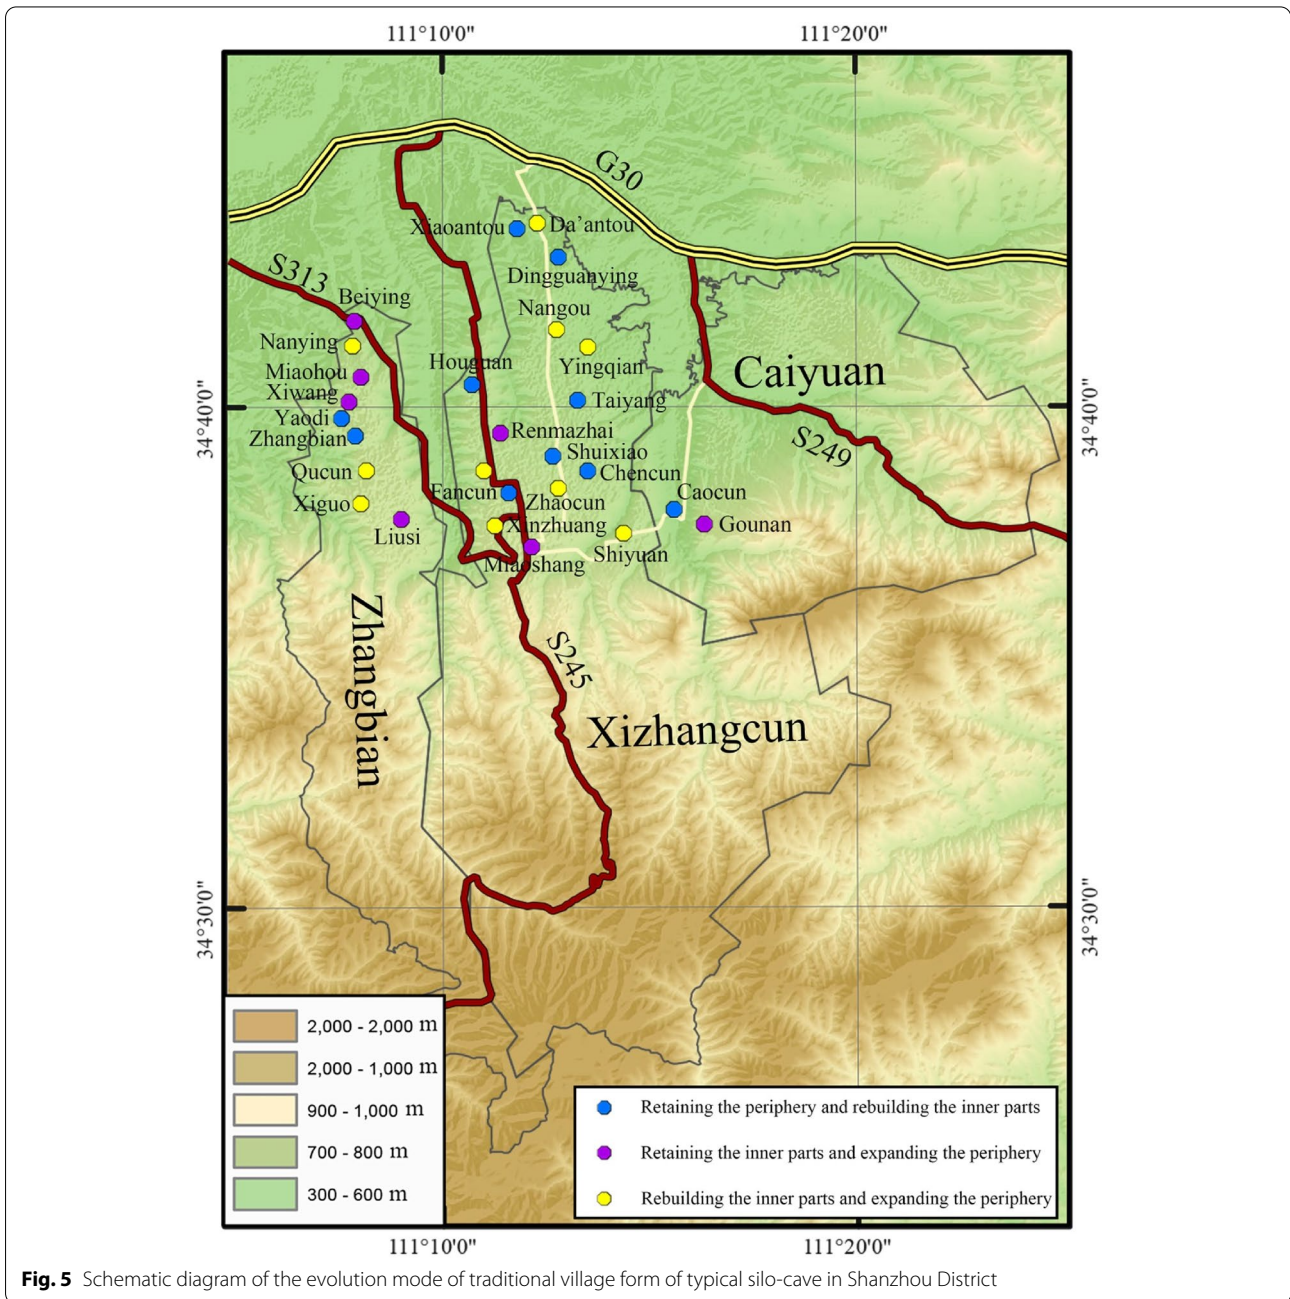 111°10'0"
111°20'0"
G30
Xiaoantou
Da'antou
S313
Dingguanying
Beiying
Nangou
Nanying
Houguan
Yingqian
Miaohou
Caiyuan
Xiwang
Taiyang
34°40'0"
34°40'0"
Yaodi
Renmazhai
Zhangbian
S249
Shuixiao
Qucun
Chencun
Fancun
Caocun
Xiguo
Zhaocun
Xinzhuang
Gounan
Liusi
Shiyuan
Miaoshang
Zhangbian
S245
Xizhangcun
34°30'0"
34°30'0"
2,000 - 2,000 m
2,000 - 1,000 m
900 - 1,000 m
700 - 800 m
300 - 600 m
Retaining the periphery and rebuilding the inner parts
Retaining the inner parts and expanding the periphery
Rebuilding the inner parts and expanding the periphery
111°10'0"
111°20'0"
Fig. 5 Schematic diagram of the evolution mode of traditional village form of typical silo-cave in Shanzhou District